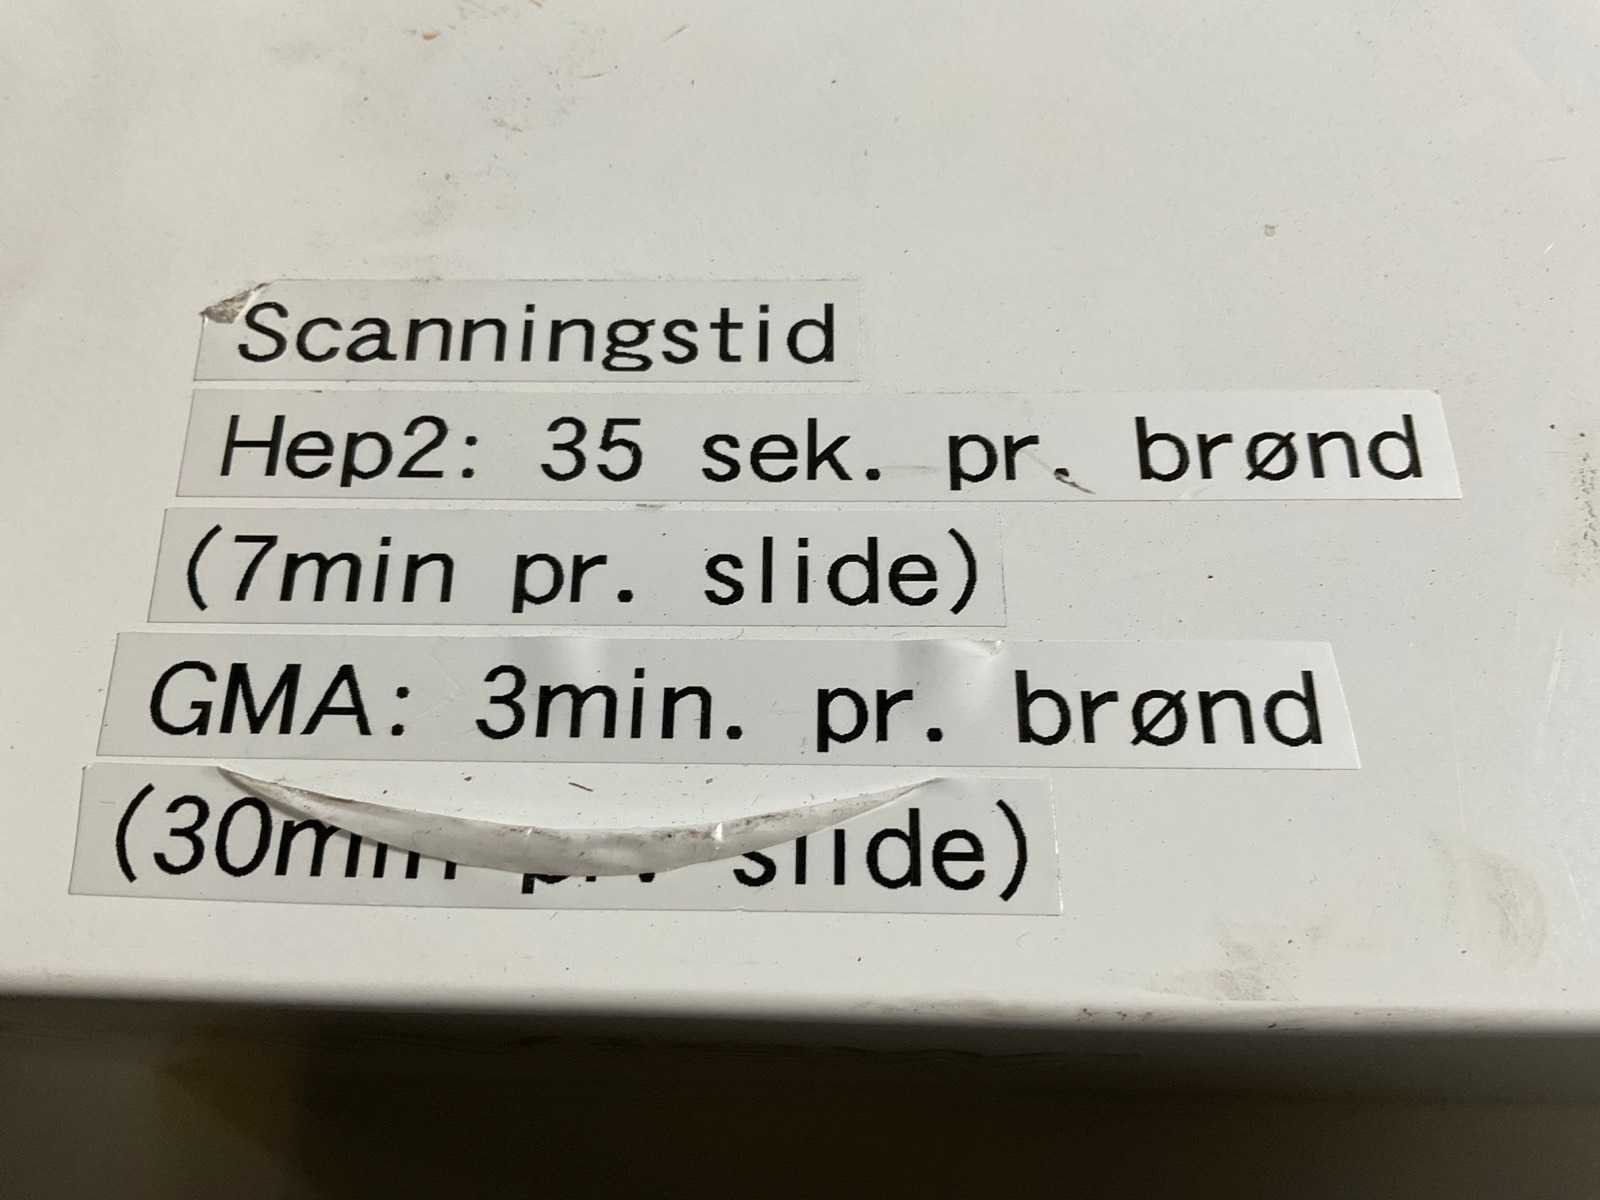 Scanningstid
Hep2: 35 sek. pr. brønd
(7min pr. slide)
GMA: 3min. pr. brønd
(30min pr. slide)